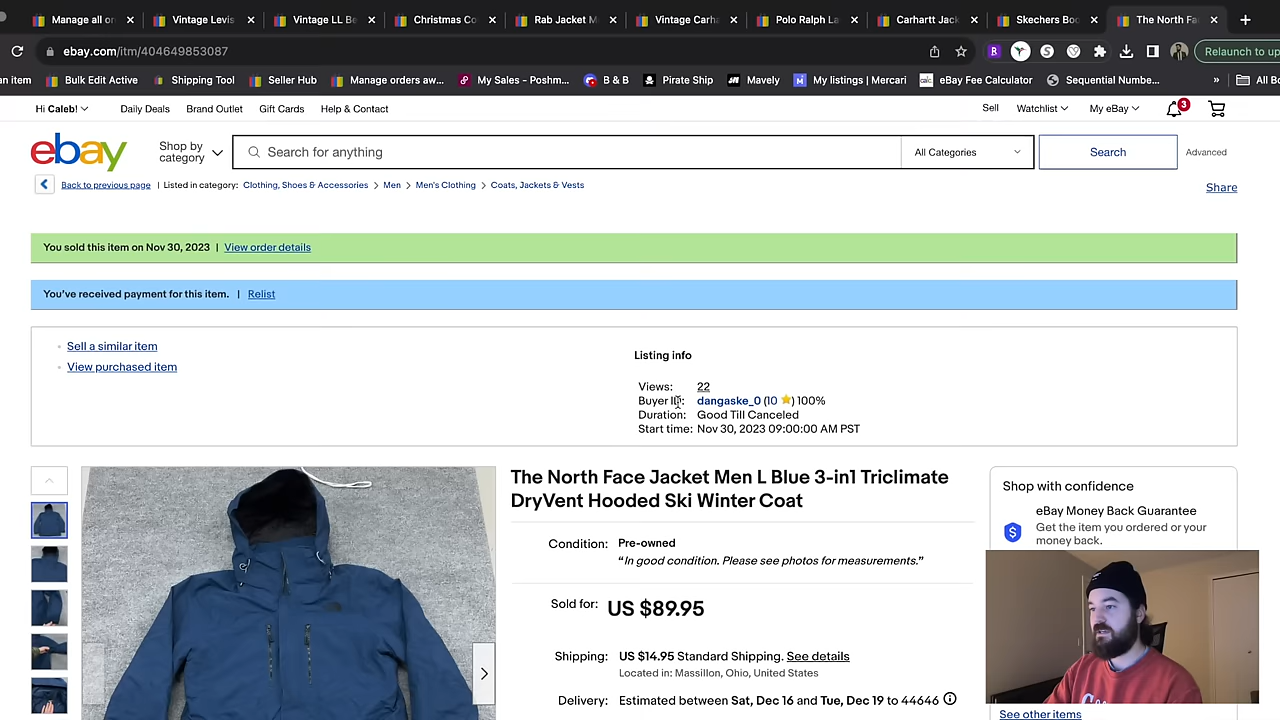 Manage all or
Vintage Levis
Vintage LL Be
Christmas Co
Rab Jacket M
Vintage Carha
Polo Ralph La
Carhartt Jack
Skechers Boo
The North Fa
ebay.com/itm/404649853087
Relaunch to up
an item
Bulk Edit Active
Shipping Tool
Seller Hub
Manage orders aw...
My Sales - Poshm...
B & B
Pirate Ship
Mavely
My listings | Mercari
eBay Fee Calculator
Sequential Numbe...
»
All Bo
Hi Caleb!
Daily Deals
Brand Outlet
Gift Cards
Help & Contact
Sell
Watchlist
My eBay
3
ebay
Shop by
category
Search for anything
All Categories
Search
Advanced
Back to previous page | Listed in category: Clothing, Shoes & Accessories > Men > Men's Clothing > Coats, Jackets & Vests
Share
You sold this item on Nov 30, 2023 | View order details
You've received payment for this item. | Relist
Sell a similar item
View purchased item
Listing info
Views: 22
Buyer ID: dangaske_0 (10 ) 100%
Duration: Good Till Canceled
Start time: Nov 30, 2023 09:00:00 AM PST
The North Face Jacket Men L Blue 3-in1 Triclimate
DryVent Hooded Ski Winter Coat
Condition: Pre-owned
"In good condition. Please see photos for measurements."
Sold for: US $89.95
Shipping: US $14.95 Standard Shipping. See details
Located in: Massillon, Ohio, United States
Delivery: Estimated between Sat, Dec 16 and Tue, Dec 19 to 44646
Shop with confidence
eBay Money Back Guarantee
Get the item you ordered or your
money back.
See other items